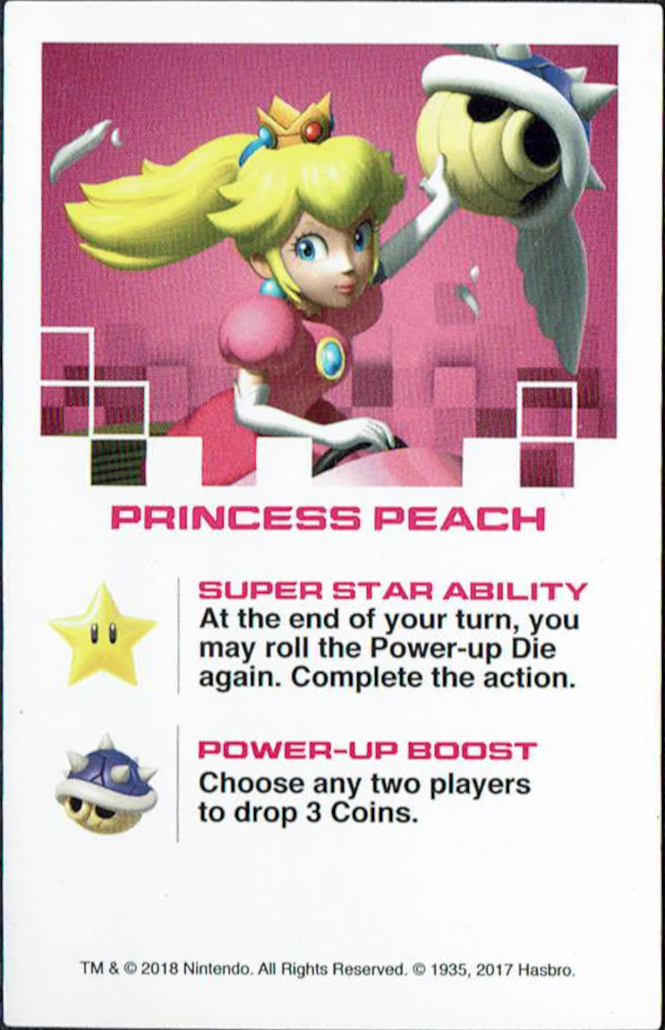 PRINCESS PEACH
SUPER STAR ABILITY
At the end of your turn, you
may roll the Power-up Die
again. Complete the action.
POWER-UP BOOST
Choose any two players
to drop 3 Coins.
TM & © 2018 Nintendo. All Rights Reserved. © 1935, 2017 Hasbro.